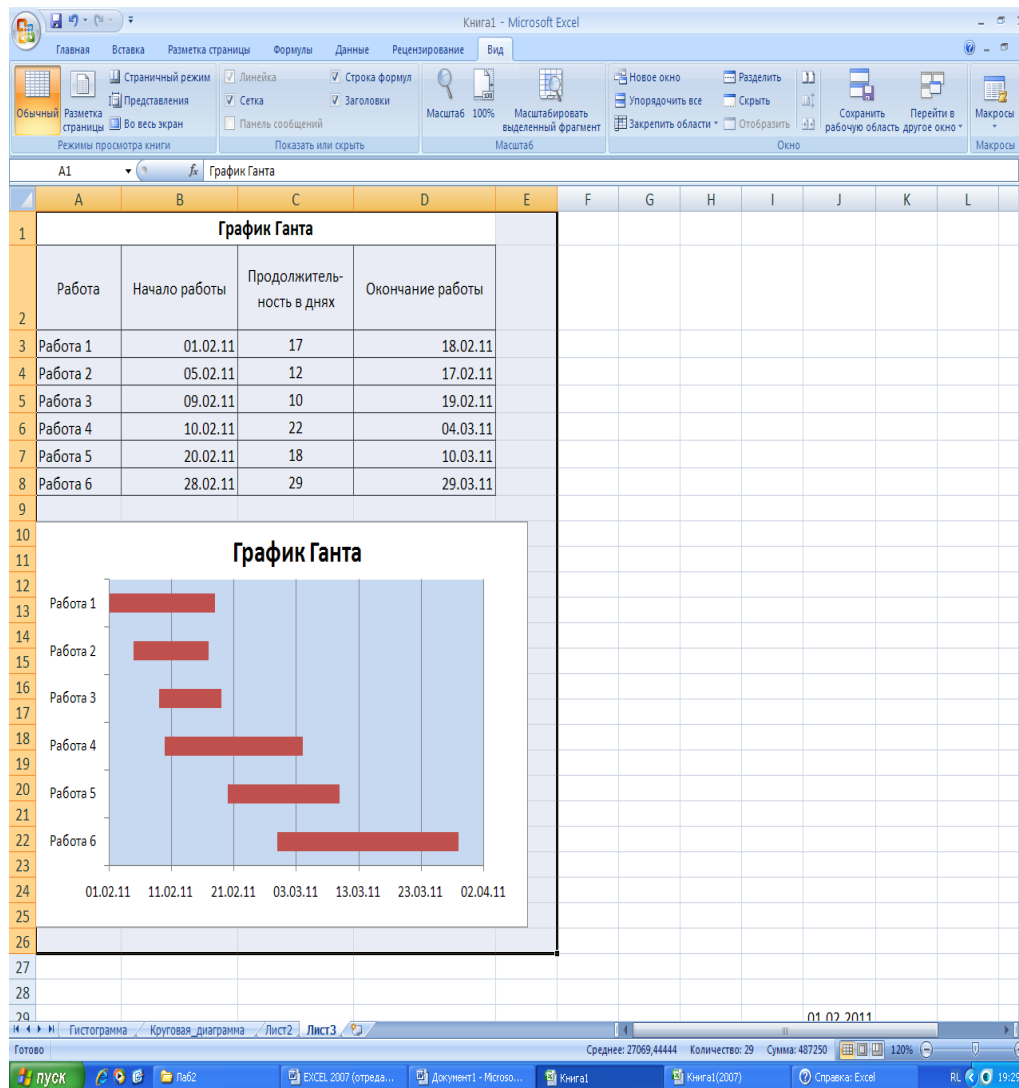 Книга1 - Microsoft Excel
Главная Вставка Разметка страницы Формулы Данные Рецензирование Вид
Обычный
Разметка страницы
Страничный режим
Представления
Во весь экран
Режимы просмотра книги
Линейка
Сетка
Панель сообщений
Строка формул
Заголовки
Показать или скрыть
Масштаб
100%
Масштабировать выделенный фрагмент
Масштаб
Новое окно
Упорядочить все
Закрепить области
Разделить
Скрыть
Отобразить
Сохранить рабочую область
Перейти в другое окно
Окно
Макросы
Макросы
A1 fx График Ганта
A B C D E F G H I J K L
1 График Ганта
2 Работа Начало работы Продолжитель-ность в днях Окончание работы
3 Работа 1 01.02.11 17 18.02.11
4 Работа 2 05.02.11 12 17.02.11
5 Работа 3 09.02.11 10 19.02.11
6 Работа 4 10.02.11 22 04.03.11
7 Работа 5 20.02.11 18 10.03.11
8 Работа 6 28.02.11 29 29.03.11
9
10
11 График Ганта
12
13 Работа 1
14
15 Работа 2
16
17 Работа 3
18
19 Работа 4
20 Работа 5
21
22 Работа 6
23
24 01.02.11 11.02.11 21.02.11 03.03.11 13.03.11 23.03.11 02.04.11
25
26
27
28
29 01.02.2011
Гистограмма Круговая_диаграмма Лист2 Лист3
Готово Среднее: 27069,44444 Количество: 29 Сумма: 487250 120%
пуск Лаб2 EXCEL 2007 (отреда... Документ1 - Microso... Книга1 Книга1(2007) Справка: Excel RL 19:29